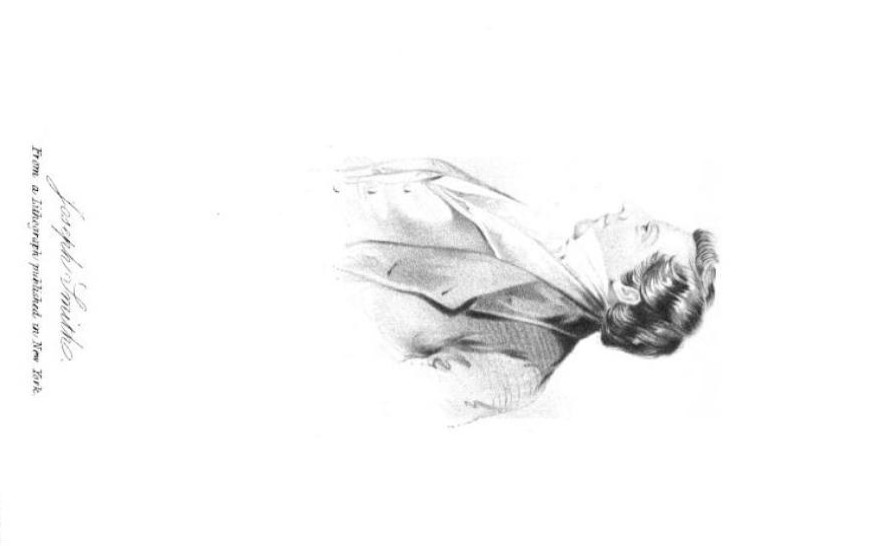 Joseph Smith.
From a Lithograph published in New York.